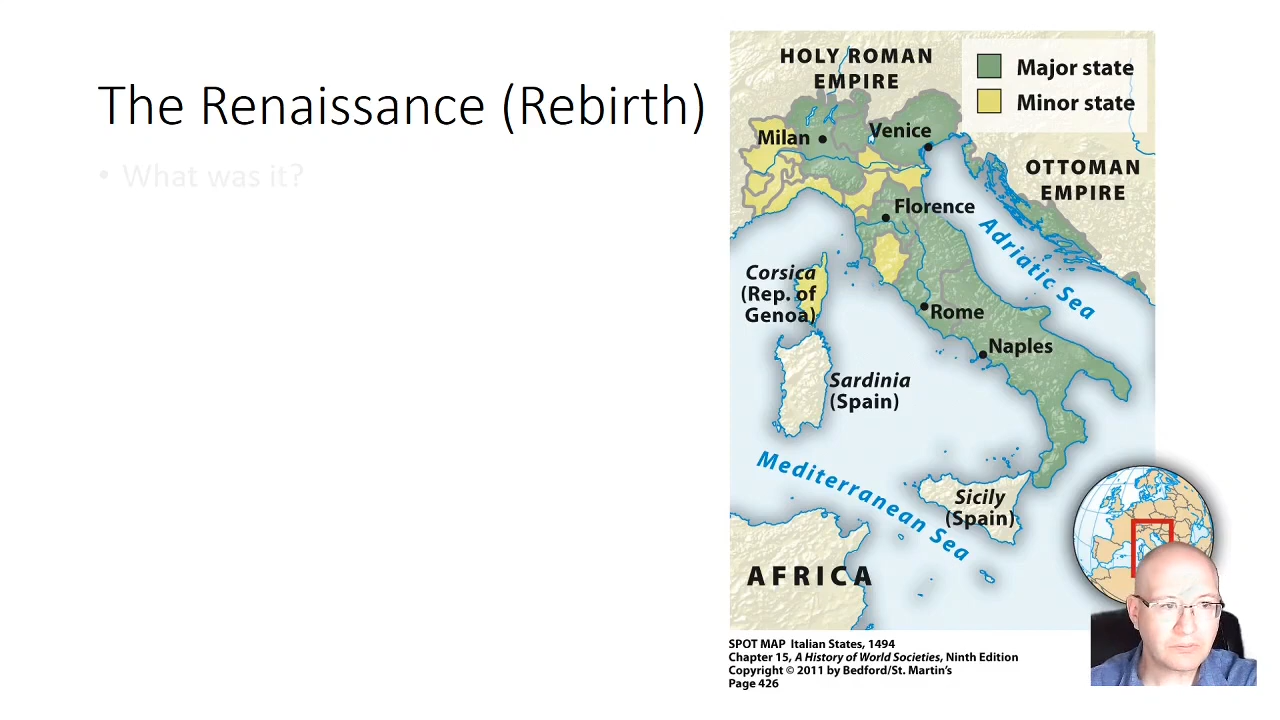 The Renaissance (Rebirth)
• What was it?
HOLY ROMAN
EMPIRE
Major state
Minor state
Milan
Venice
OTTOMAN
EMPIRE
Florence
Adriatic Sea
Corsica
(Rep. of
Genoa)
Rome
Naples
Sardinia
(Spain)
Mediterranean Sea
Sicily
(Spain)
AFRICA
SPOT MAP Italian States, 1494
Chapter 15, A History of World Societies, Ninth Edition
Copyright © 2011 by Bedford/St. Martin's
Page 426